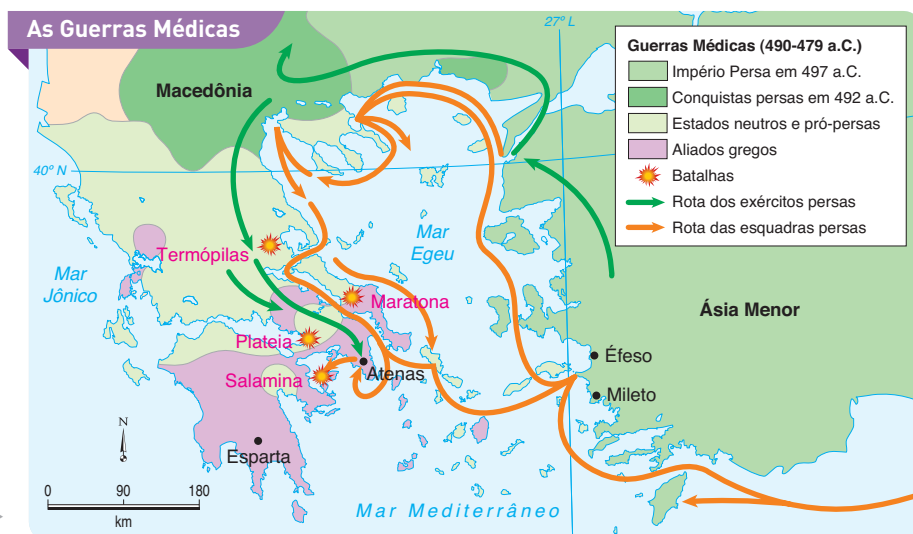 As Guerras Médicas
27° L
Guerras Médicas (490-479 a.C.)
Império Persa em 497 a.C.
Conquistas persas em 492 a.C.
Estados neutros e pró-persas
Aliados gregos
Batalhas
Rota dos exércitos persas
Rota das esquadras persas
Macedônia
40° N
Mar
Egeu
Termópilas
Mar
Jônico
Maratona
Ásia Menor
Plateia
Éfeso
Salamina
Atenas
Mileto
N
Esparta
0 90 180
km
Mar Mediterrâneo